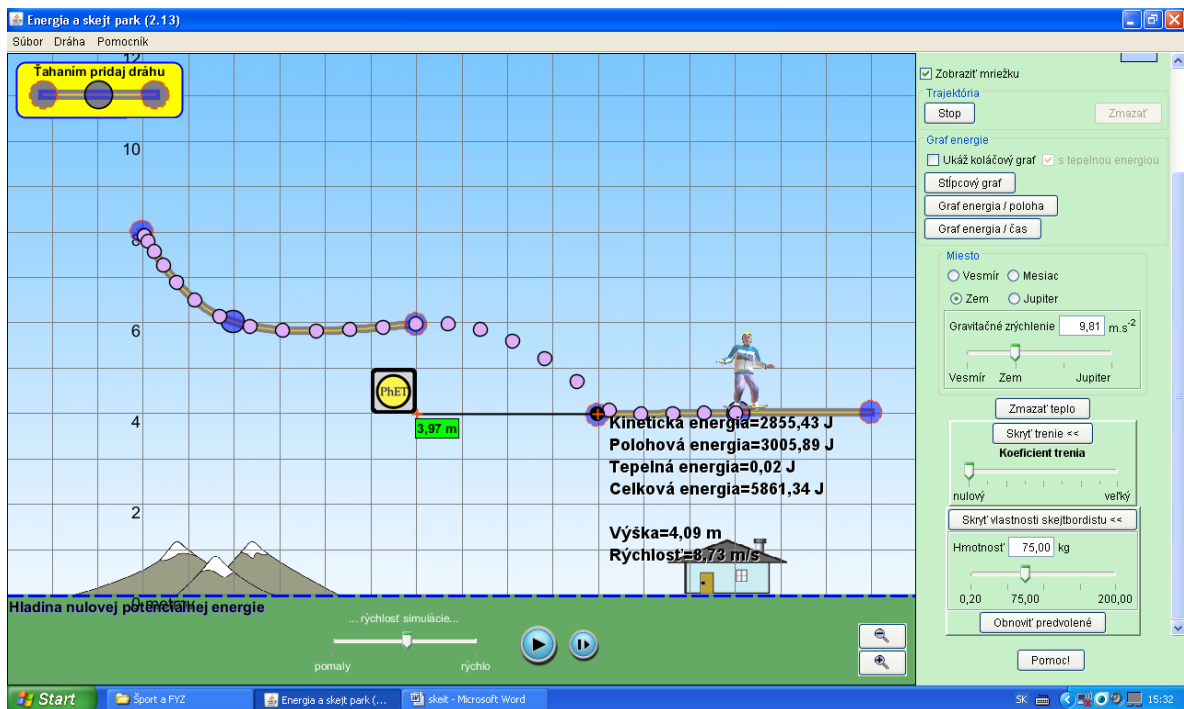 Energia a skejt park (2.13)
Súbor Dráha Pomocník
12
Ťahaním pridaj dráhu
10
8
6
4
2
0 metrov
PhET
3,97 m
Kinetická energia=2855,43 J
Polohová energia=3005,89 J
Tepelná energia=0,02 J
Celková energia=5861,34 J
Výška=4,09 m
Rýchlosť=8,73 m/s
Hladina nulovej potenciálnej energie
... rýchlosť simulácie...
pomaly rýchlo
Zobraziť mriežku
Trajektória
Stop Zmazať
Graf energie
Ukáž koláčový graf s tepelnou energiou
Stĺpcový graf
Graf energia / poloha
Graf energia / čas
Miesto
Vesmír Mesiac
Zem Jupiter
Gravitačné zrýchlenie 9,81 m.s-2
Vesmír Zem Jupiter
Zmazať teplo
Skryť trenie <<
Koeficient trenia
nulový veľký
Skryť vlastnosti skejtbordistu <<
Hmotnosť 75,00 kg
0,20 75,00 200,00
Obnoviť predvolené
Pomoc!
Start Šport a FYZ Energia a skejt park (... skeit - Microsoft Word SK 15:32